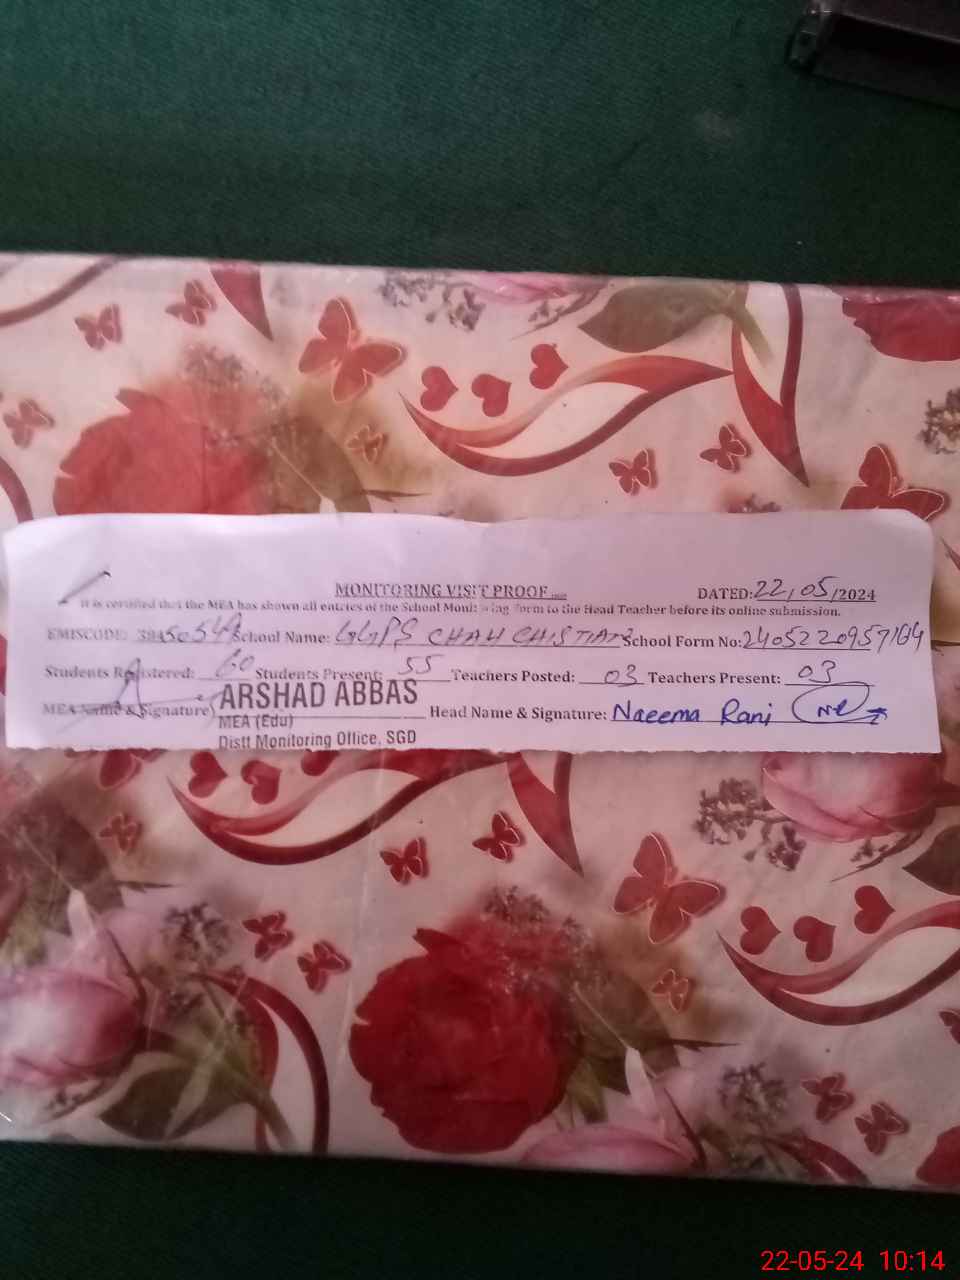 MONITORING VISIT PROOF DATED: 22/05/2024
It is certified that the MEA has shown all entries of the School Monitoring form to the Head Teacher before its online submission.
EMISCODE: School Name: GGPS CHAH CHISTIAN School Form No:
Students Registered: 60 Students Present: 55 Teachers Posted: 03 Teachers Present: 03
MEA Name & Signature ARSHAD ABBAS Head Name & Signature: Naeema Rani
MEA (Edu)
Distt Monitoring Office, SGD
22-05-24 10:14